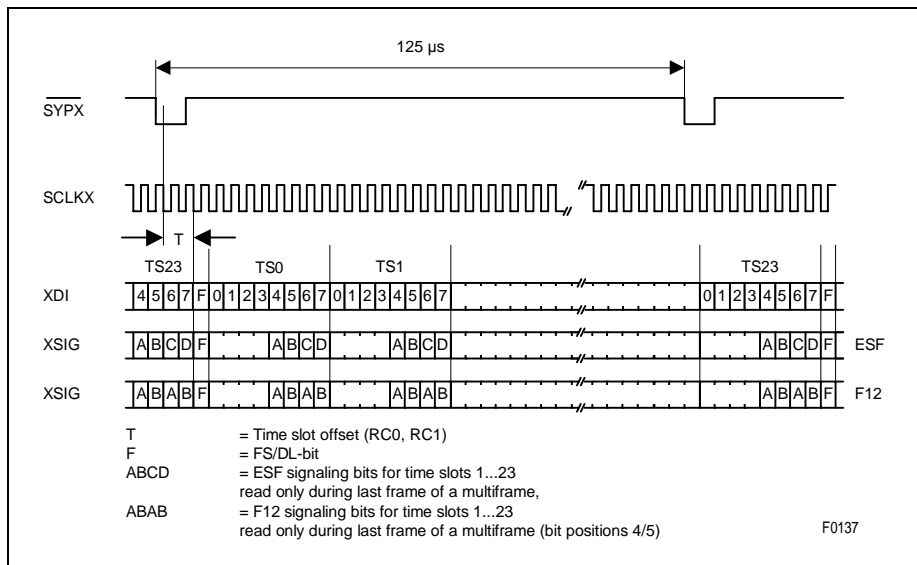 125 µs
SYPX
SCLKX
T
TS23 TS0 TS1 TS23
XDI 4 5 6 7 F 0 1 2 3 4 5 6 7 0 1 2 3 4 5 6 7 0 1 2 3 4 5 6 7 F
XSIG A B C D F A B C D A B C D A B C D F ESF
XSIG A B A B F A B A B A B A B A B A B F F12
T = Time slot offset (RC0, RC1)
F = FS/DL-bit
ABCD = ESF signaling bits for time slots 1...23
read only during last frame of a multiframe,
ABAB = F12 signaling bits for time slots 1...23
read only during last frame of a multiframe (bit positions 4/5)
F0137